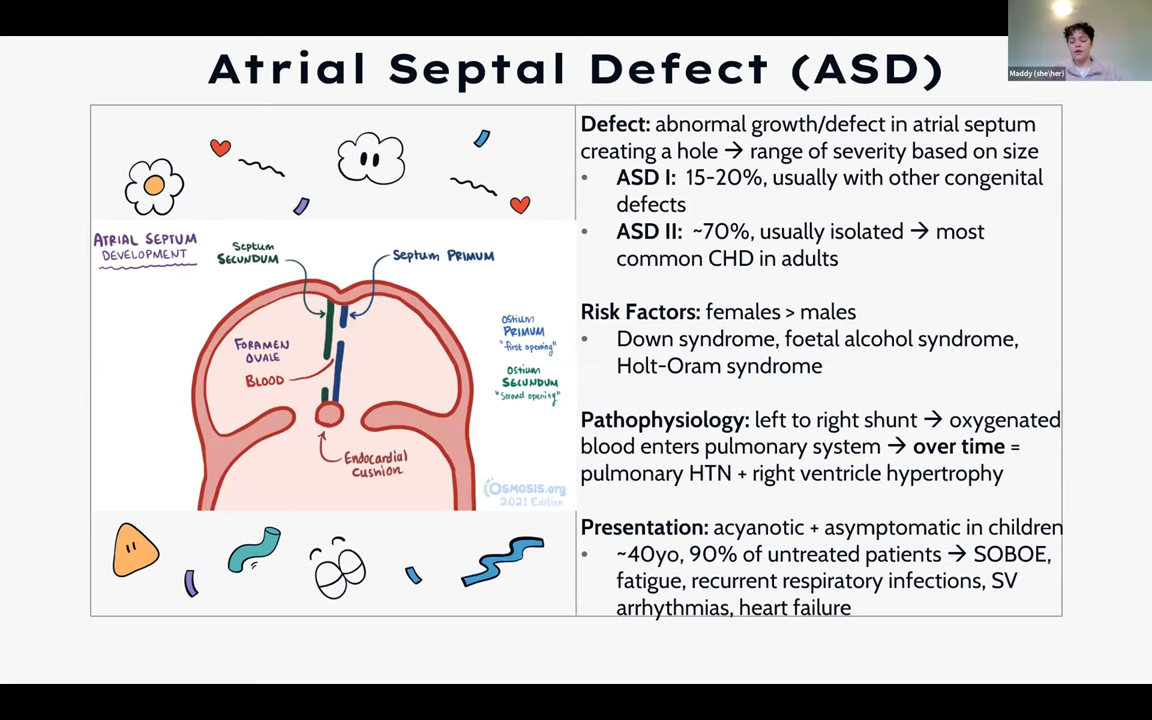 Atrial Septal Defect (ASD)
Maddy (she\her)
ATRIAL SEPTUM
DEVELOPMENT
Septum
SECUNDUM
Septum PRIMUM
FORAMEN
OVALE
BLOOD
Ostium
PRIMUM
"first opening"
Ostium
SECUNDUM
"second opening"
ENDOCARDIAL
CUSHION
OSMOSIS.org
2021 Edition
Defect: abnormal growth/defect in atrial septum
creating a hole → range of severity based on size
• ASD I: 15-20%, usually with other congenital
defects
• ASD II: ~70%, usually isolated → most
common CHD in adults
Risk Factors: females > males
• Down syndrome, foetal alcohol syndrome,
Holt-Oram syndrome
Pathophysiology: left to right shunt → oxygenated
blood enters pulmonary system → over time =
pulmonary HTN + right ventricle hypertrophy
Presentation: acyanotic + asymptomatic in children
• ~40yo, 90% of untreated patients → SOBOE,
fatigue, recurrent respiratory infections, SV
arrhythmias, heart failure